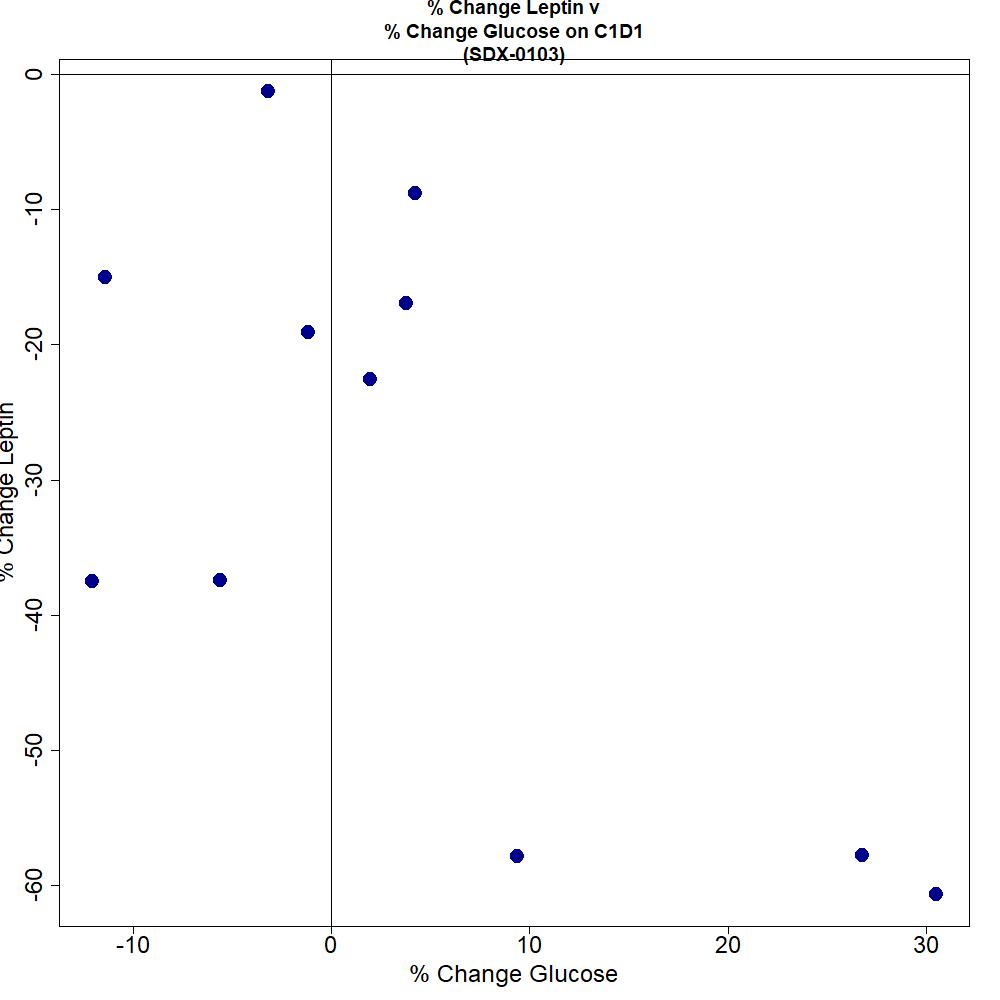 % Change Leptin v
% Change Glucose on C1D1
(SDX-0103)
0
-10
-20
-30
-40
-50
-60
% Change Leptin
-10
0
10
20
30
% Change Glucose